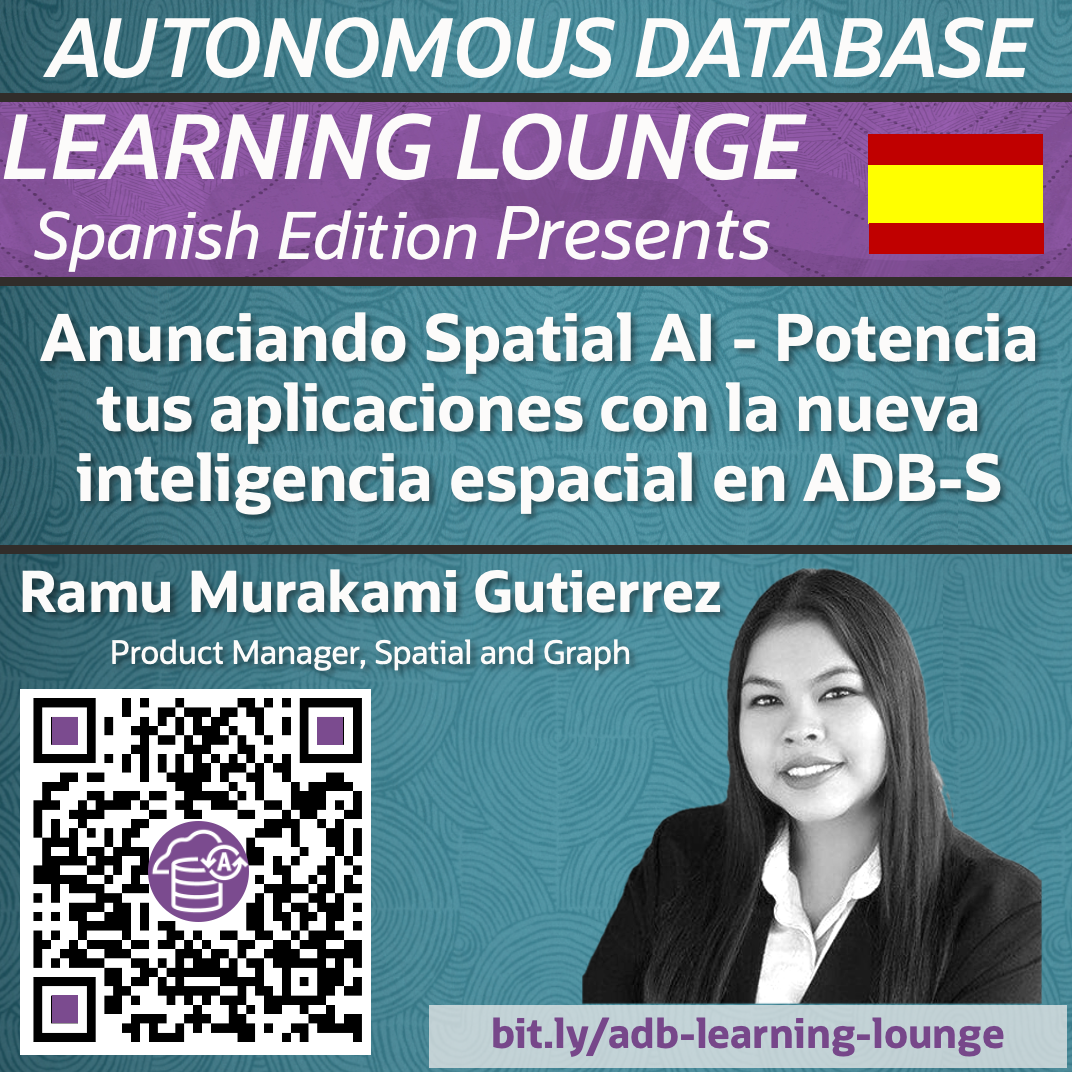 AUTONOMOUS DATABASE
LEARNING LOUNGE
Spanish Edition Presents
Anunciando Spatial AI - Potencia
tus aplicaciones con la nueva
inteligencia espacial en ADB-S
Ramu Murakami Gutierrez
Product Manager, Spatial and Graph
A
bit.ly/adb-learning-lounge